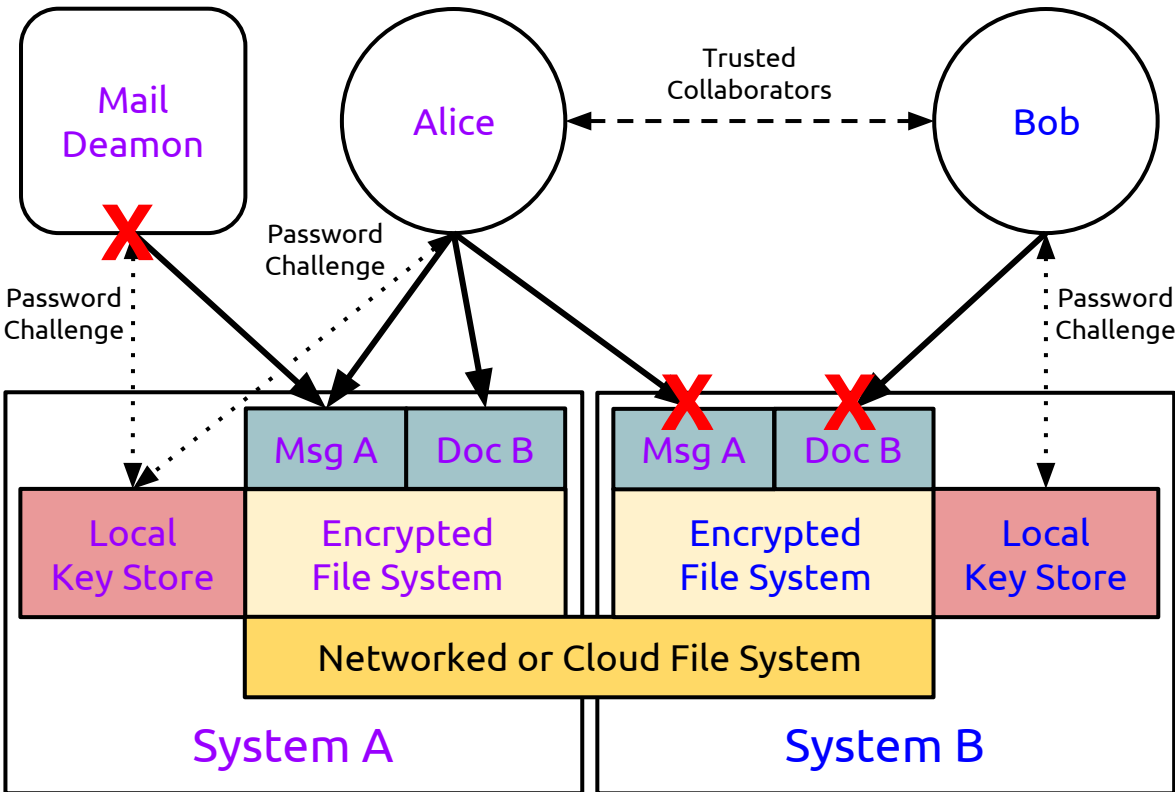 Mail
Deamon
Alice
Trusted
Collaborators
Bob
X
Password
Challenge
Password
Challenge
Password
Challenge
X
X
Msg A
Doc B
Msg A
Doc B
Local
Key Store
Encrypted
File System
Encrypted
File System
Local
Key Store
Networked or Cloud File System
System A
System B